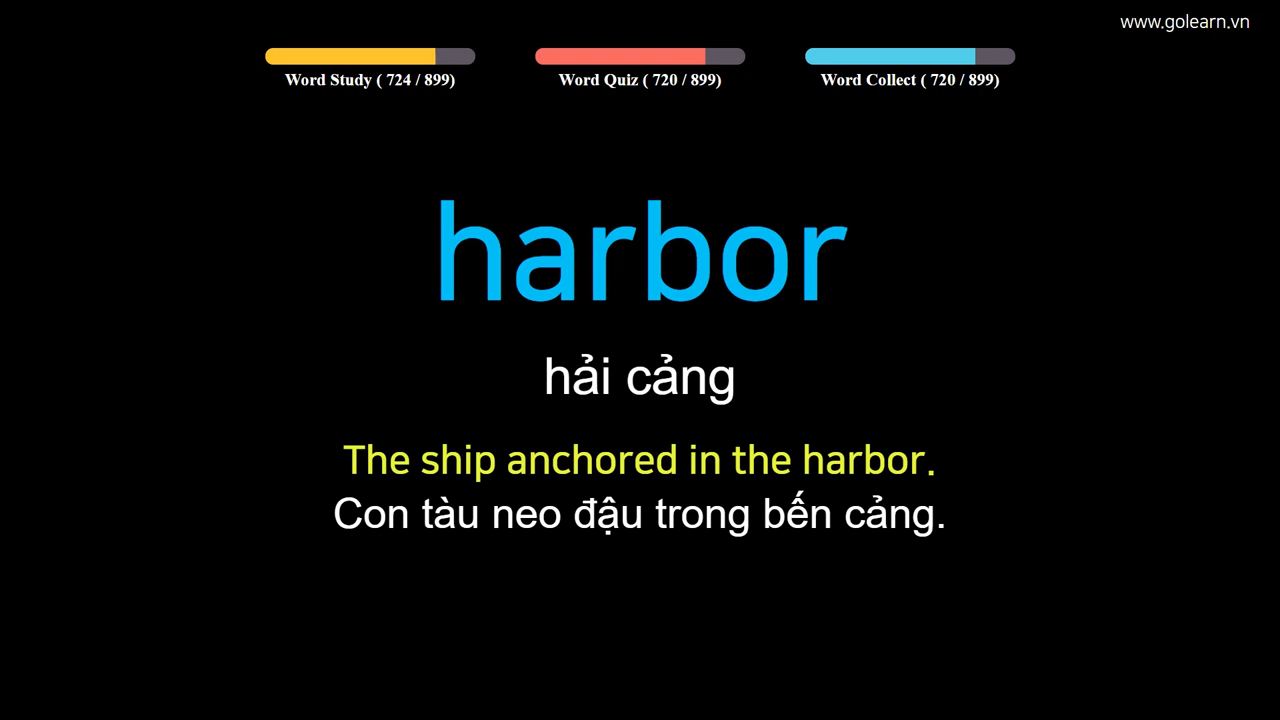 www.golearn.vn
Word Study ( 724 / 899)
Word Quiz ( 720 / 899)
Word Collect ( 720 / 899)
harbor
hải cảng
The ship anchored in the harbor.
Con tàu neo đậu trong bến cảng.